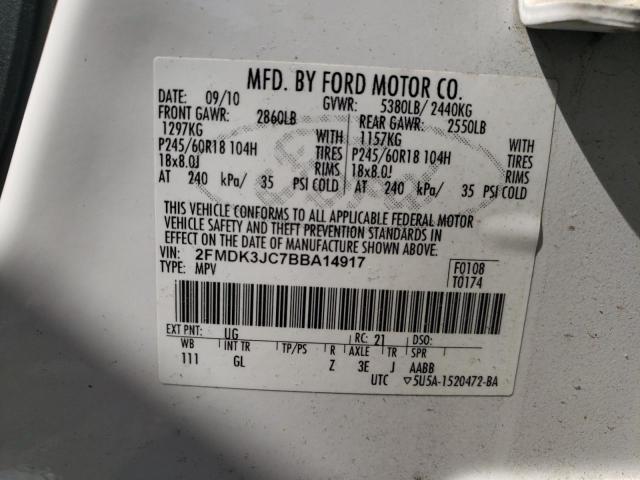 MFD. BY FORD MOTOR CO.
DATE: 09/10 GVWR: 5380LB/ 2440KG
FRONT GAWR: 2860LB REAR GAWR: 2550LB
1297KG WITH 1157KG WITH
P245/60R18 104H TIRES P245/60R18 104H TIRES
18x8.0J RIMS 18x8.0J RIMS
AT 240 kPa/ 35 PSI COLD AT 240 kPa/ 35 PSI COLD
THIS VEHICLE CONFORMS TO ALL APPLICABLE FEDERAL MOTOR
VEHICLE SAFETY AND THEFT PREVENTION STANDARDS IN
EFFECT ON THE DATE OF MANUFACTURE SHOWN ABOVE.
VIN: 2FMDK3JC7BBA14917 F0108
TYPE: MPV T0174
EXT PNT: UG RC: 21 DSO:
WB INT TR TP/PS R AXLE TR SPR
111 GL Z 3E J AABB
UTC ▽5U5A-1520472-BA